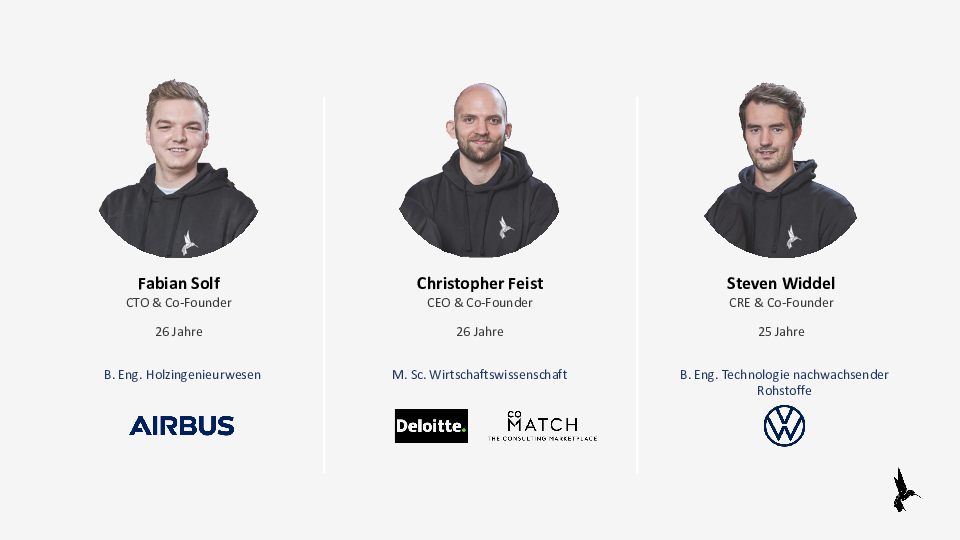 Fabian Solf
CTO & Co-Founder
26 Jahre
B. Eng. Holzingenieurwesen
AIRBUS
Christopher Feist
CEO & Co-Founder
26 Jahre
M. Sc. Wirtschaftswissenschaft
Deloitte.
CO
MATCH
THE CONSULTING MARKETPLACE
Steven Widdel
CRE & Co-Founder
25 Jahre
B. Eng. Technologie nachwachsender
Rohstoffe
VW